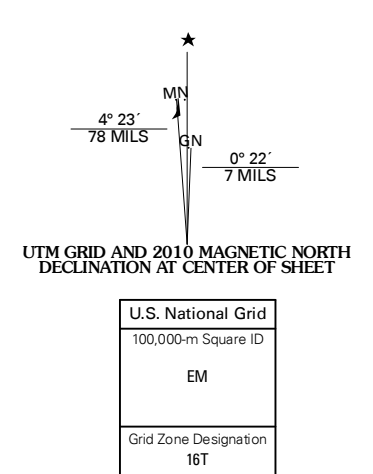 ★
MN
4° 23´
78 MILS
GN
0° 22´
7 MILS
UTM GRID AND 2010 MAGNETIC NORTH
DECLINATION AT CENTER OF SHEET
U.S. National Grid
100,000-m Square ID
EM
Grid Zone Designation
16T